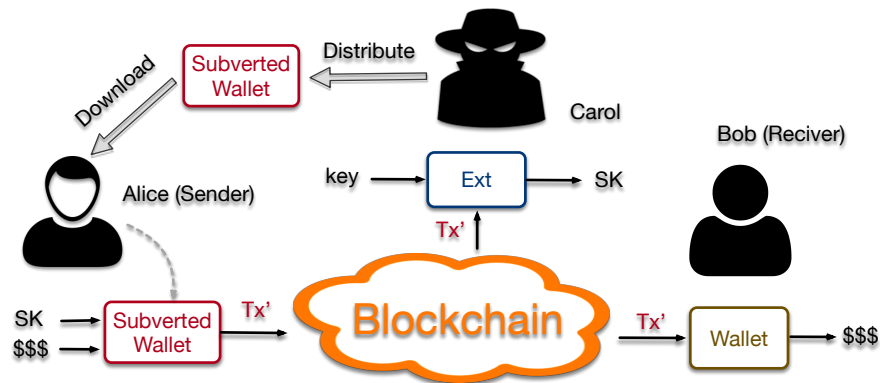 Distribute
Subverted
Wallet
Download
Carol
Bob (Reciver)
key
Ext
SK
Alice (Sender)
Tx’
SK
$$$
Subverted
Wallet
Tx’
Blockchain
Tx’
Wallet
$$$